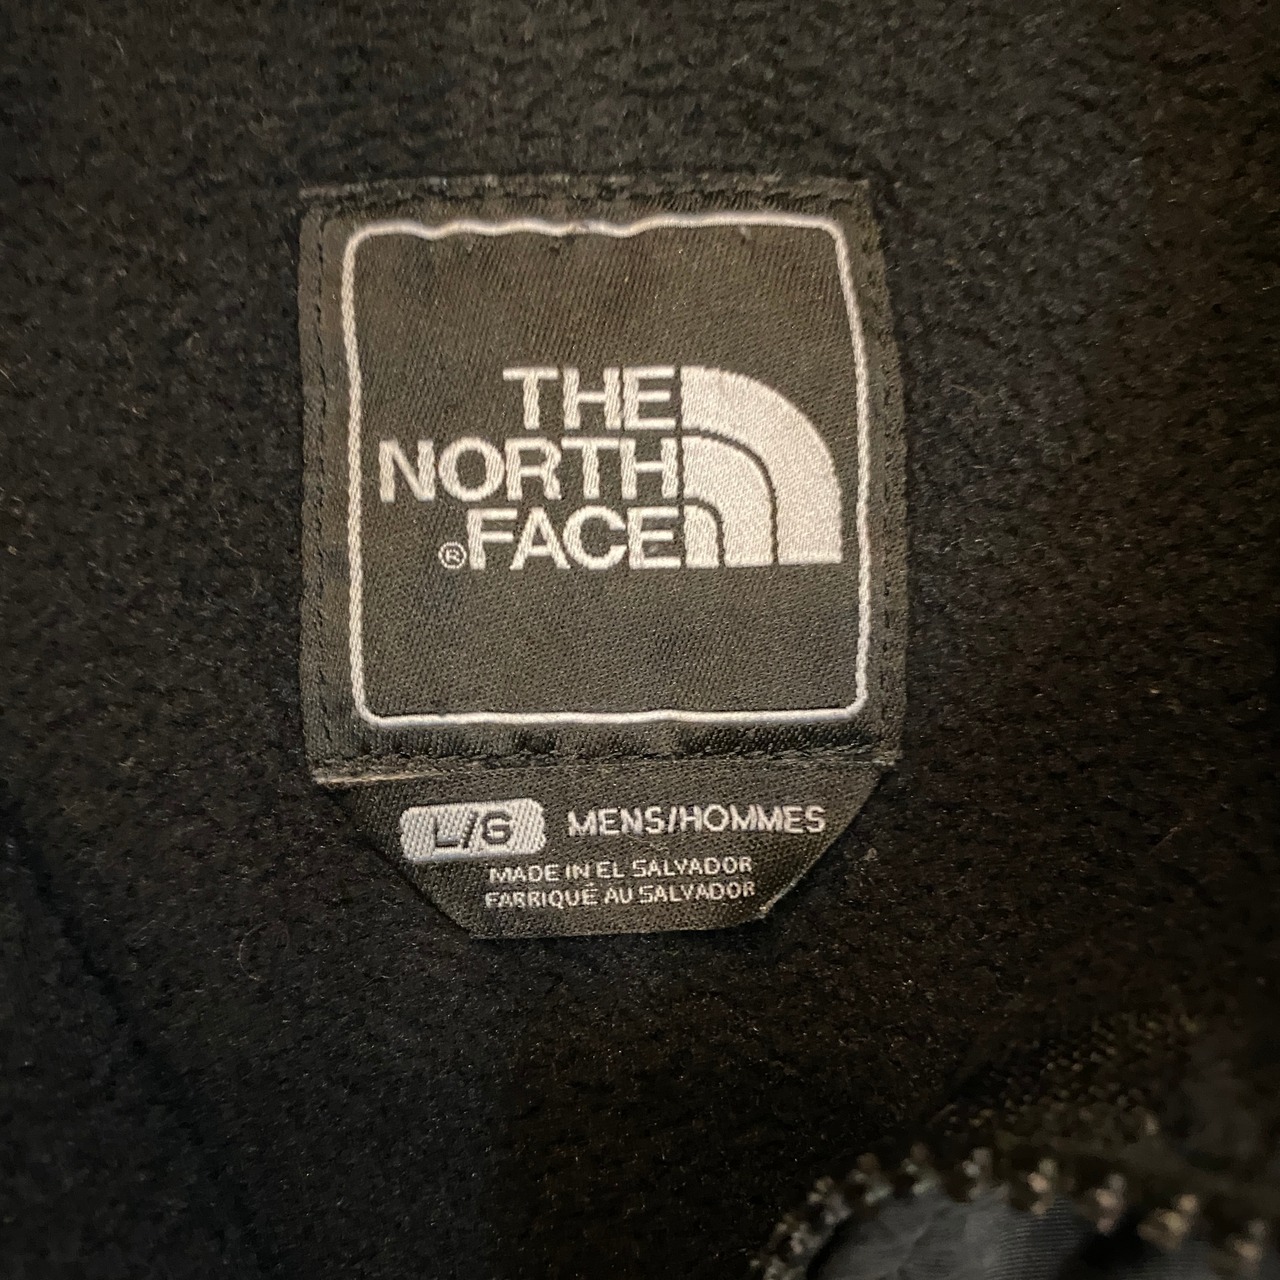 THE
NORTH
FACE®
L/G MENS/HOMMES
MADE IN EL SALVADOR
FABRIQUÉ AU SALVADOR